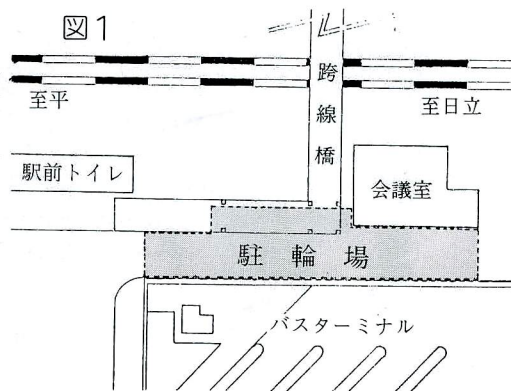 図1
跨線橋
至平
至日立
駅前トイレ
会議室
駐輪場
バスターミナル